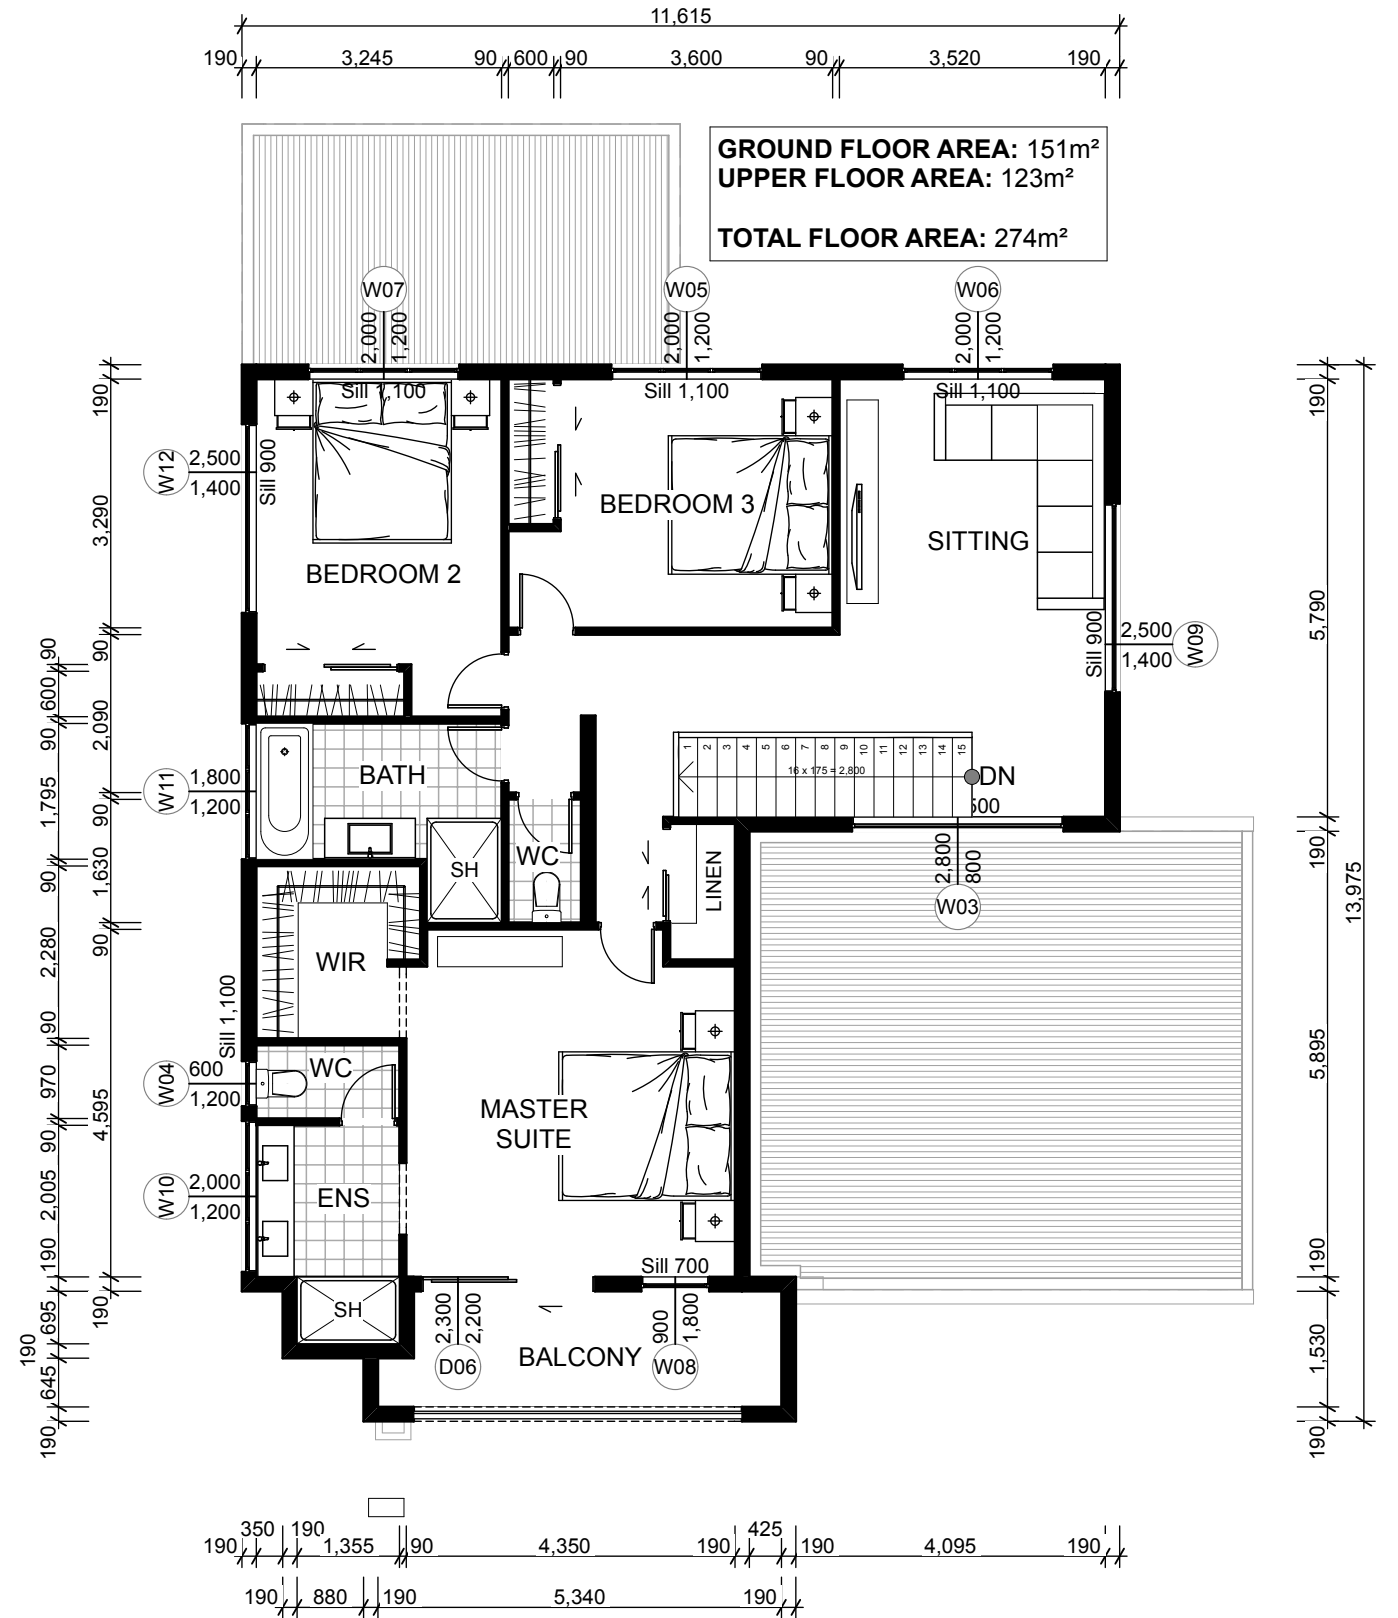 11,615
190 3,245 90 600 90 3,600 90 3,520 190
GROUND FLOOR AREA: 151m²
UPPER FLOOR AREA: 123m²
TOTAL FLOOR AREA: 274m²
W07
2,000
1,200
Sill 1,100
W05
2,000
1,200
Sill 1,100
W06
2,000
1,200
Sill 1,100
W12
2,500
1,400
Sill 900
BEDROOM 2
BEDROOM 3
SITTING
W09
2,500
1,400
Sill 900
W11
1,800
1,200
BATH
SH
WC
LINEN
1 2 3 4 5 6 7 8 9 10 11 12 13 14 15
16 x 175 = 2,800
DN
W03
2,800
800
WIR
Sill 1,100
W04
600
1,200
WC
MASTER
SUITE
W10
2,000
1,200
ENS
SH
D06
2,300
2,200
Sill 700
W08
900
1,800
BALCONY
190
3,290
90
2,090
90
1,630
90
4,595
190
90
600
90
1,795
90
2,280
90
970
90
2,005
190
695
190
645
190
190
5,790
190
5,895
190
1,530
190
13,975
190 350 190 1,355 90 4,350 190 425 190 4,095 190
190 880 190 5,340 190